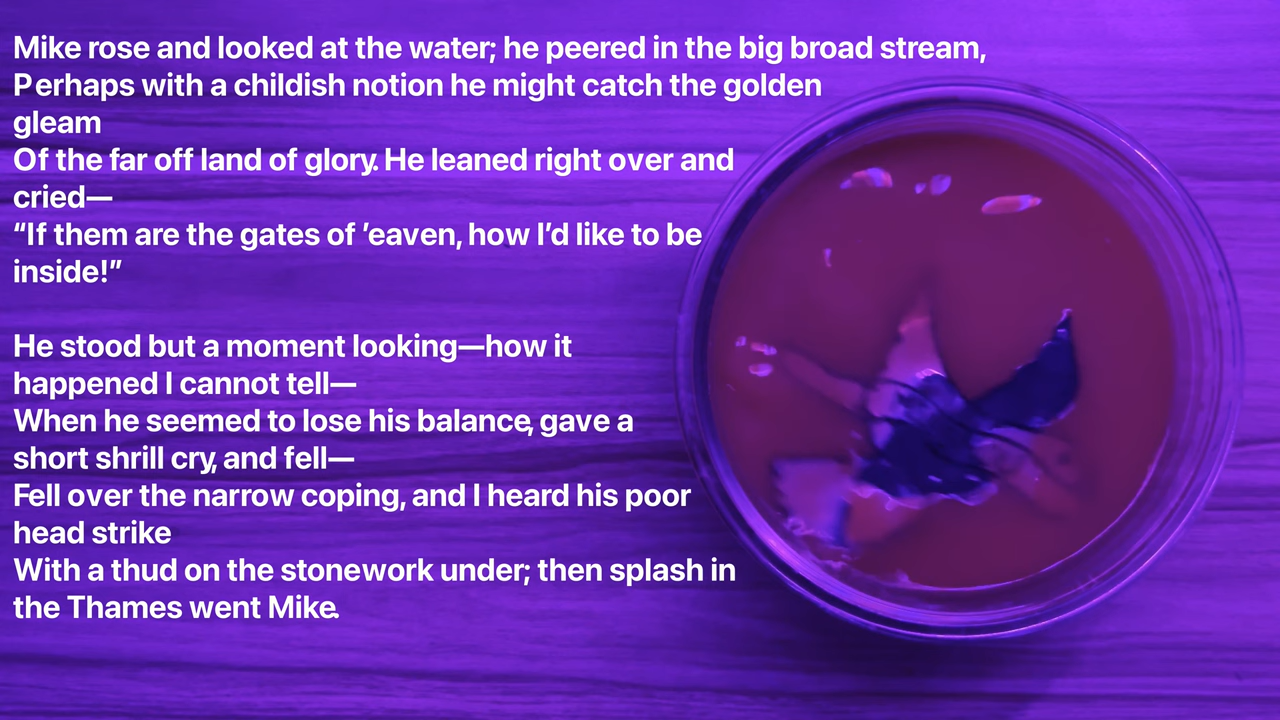 Mike rose and looked at the water; he peered in the big broad stream,
Perhaps with a childish notion he might catch the golden
gleam
Of the far off land of glory. He leaned right over and
cried—
“If them are the gates of ’eaven, how I’d like to be
inside!”
He stood but a moment looking—how it
happened I cannot tell—
When he seemed to lose his balance, gave a
short shrill cry, and fell—
Fell over the narrow coping, and I heard his poor
head strike
With a thud on the stonework under; then splash in
the Thames went Mike.